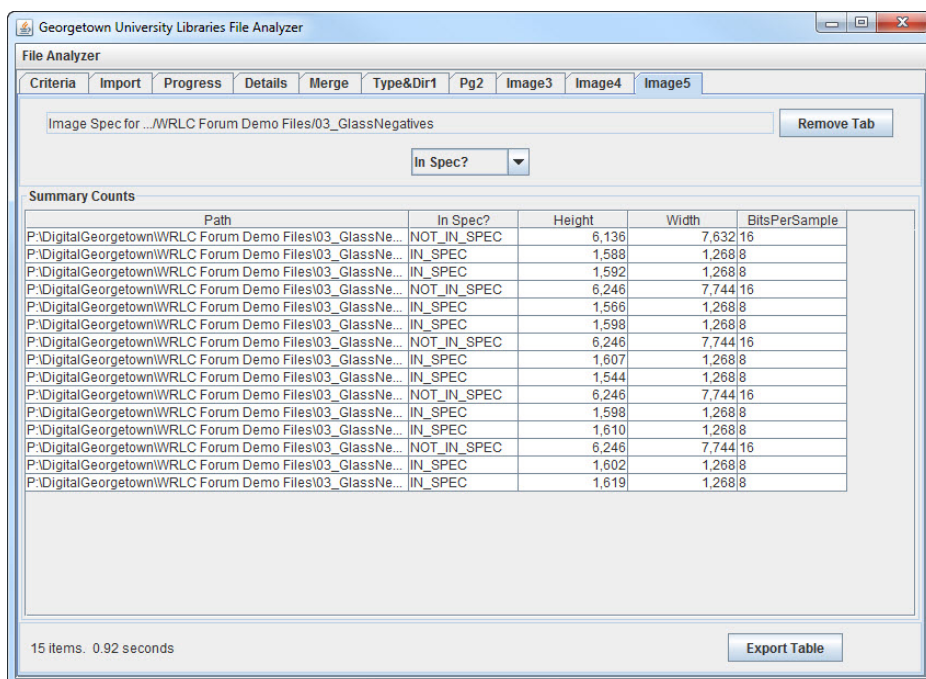 Georgetown University Libraries File Analyzer
File Analyzer
Criteria Import Progress Details Merge Type&Dir1 Pg2 Image3 Image4 Image5
Image Spec for .../WRLC Forum Demo Files/03_GlassNegatives Remove Tab
In Spec?
Summary Counts
Path In Spec? Height Width BitsPerSample
P:\DigitalGeorgetown\WRLC Forum Demo Files\03_GlassNe... NOT_IN_SPEC 6,136 7,632 16
P:\DigitalGeorgetown\WRLC Forum Demo Files\03_GlassNe... IN_SPEC 1,588 1,268 8
P:\DigitalGeorgetown\WRLC Forum Demo Files\03_GlassNe... IN_SPEC 1,592 1,268 8
P:\DigitalGeorgetown\WRLC Forum Demo Files\03_GlassNe... NOT_IN_SPEC 6,246 7,744 16
P:\DigitalGeorgetown\WRLC Forum Demo Files\03_GlassNe... IN_SPEC 1,566 1,268 8
P:\DigitalGeorgetown\WRLC Forum Demo Files\03_GlassNe... IN_SPEC 1,598 1,268 8
P:\DigitalGeorgetown\WRLC Forum Demo Files\03_GlassNe... NOT_IN_SPEC 6,246 7,744 16
P:\DigitalGeorgetown\WRLC Forum Demo Files\03_GlassNe... IN_SPEC 1,607 1,268 8
P:\DigitalGeorgetown\WRLC Forum Demo Files\03_GlassNe... IN_SPEC 1,544 1,268 8
P:\DigitalGeorgetown\WRLC Forum Demo Files\03_GlassNe... NOT_IN_SPEC 6,246 7,744 16
P:\DigitalGeorgetown\WRLC Forum Demo Files\03_GlassNe... IN_SPEC 1,598 1,268 8
P:\DigitalGeorgetown\WRLC Forum Demo Files\03_GlassNe... IN_SPEC 1,610 1,268 8
P:\DigitalGeorgetown\WRLC Forum Demo Files\03_GlassNe... NOT_IN_SPEC 6,246 7,744 16
P:\DigitalGeorgetown\WRLC Forum Demo Files\03_GlassNe... IN_SPEC 1,602 1,268 8
P:\DigitalGeorgetown\WRLC Forum Demo Files\03_GlassNe... IN_SPEC 1,619 1,268 8
15 items. 0.92 seconds Export Table